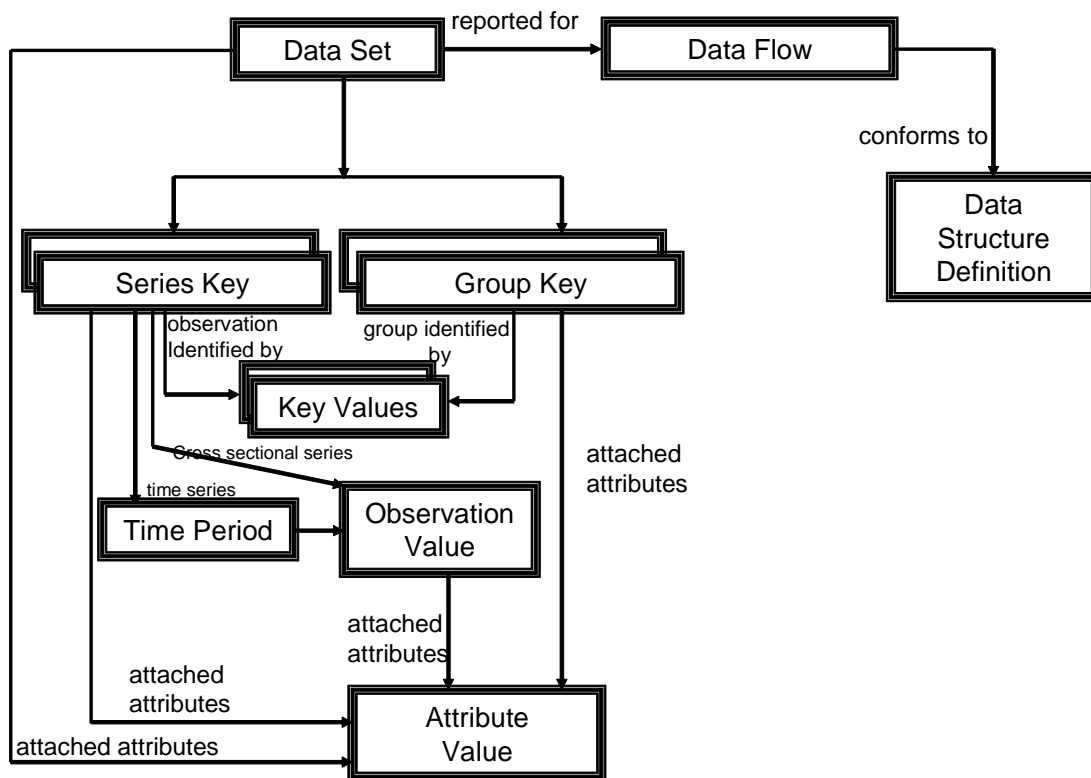 reported for
Data Set
Data Flow
conforms to
Data
Structure
Definition
Series Key
Group Key
observation
Identified by
group identified
by
Key Values
Cross sectional series
attached
attributes
time series
Time Period
Observation
Value
attached
attributes
attached
attributes
Attribute
Value
attached attributes